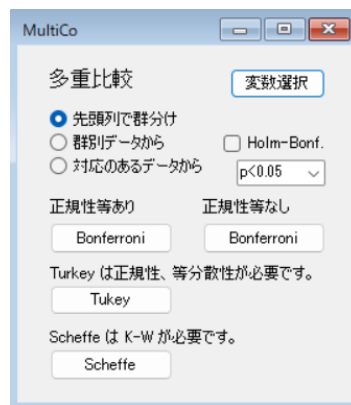 MultiCo
多重比較
変数選択
先頭列で群分け
群別データから
Holm-Bonf.
対応のあるデータから
p<0.05
正規性等あり 正規性等なし
Bonferroni Bonferroni
Turkey は正規性、等分散性が必要です。
Tukey
Scheffe は K-W が必要です。
Scheffe